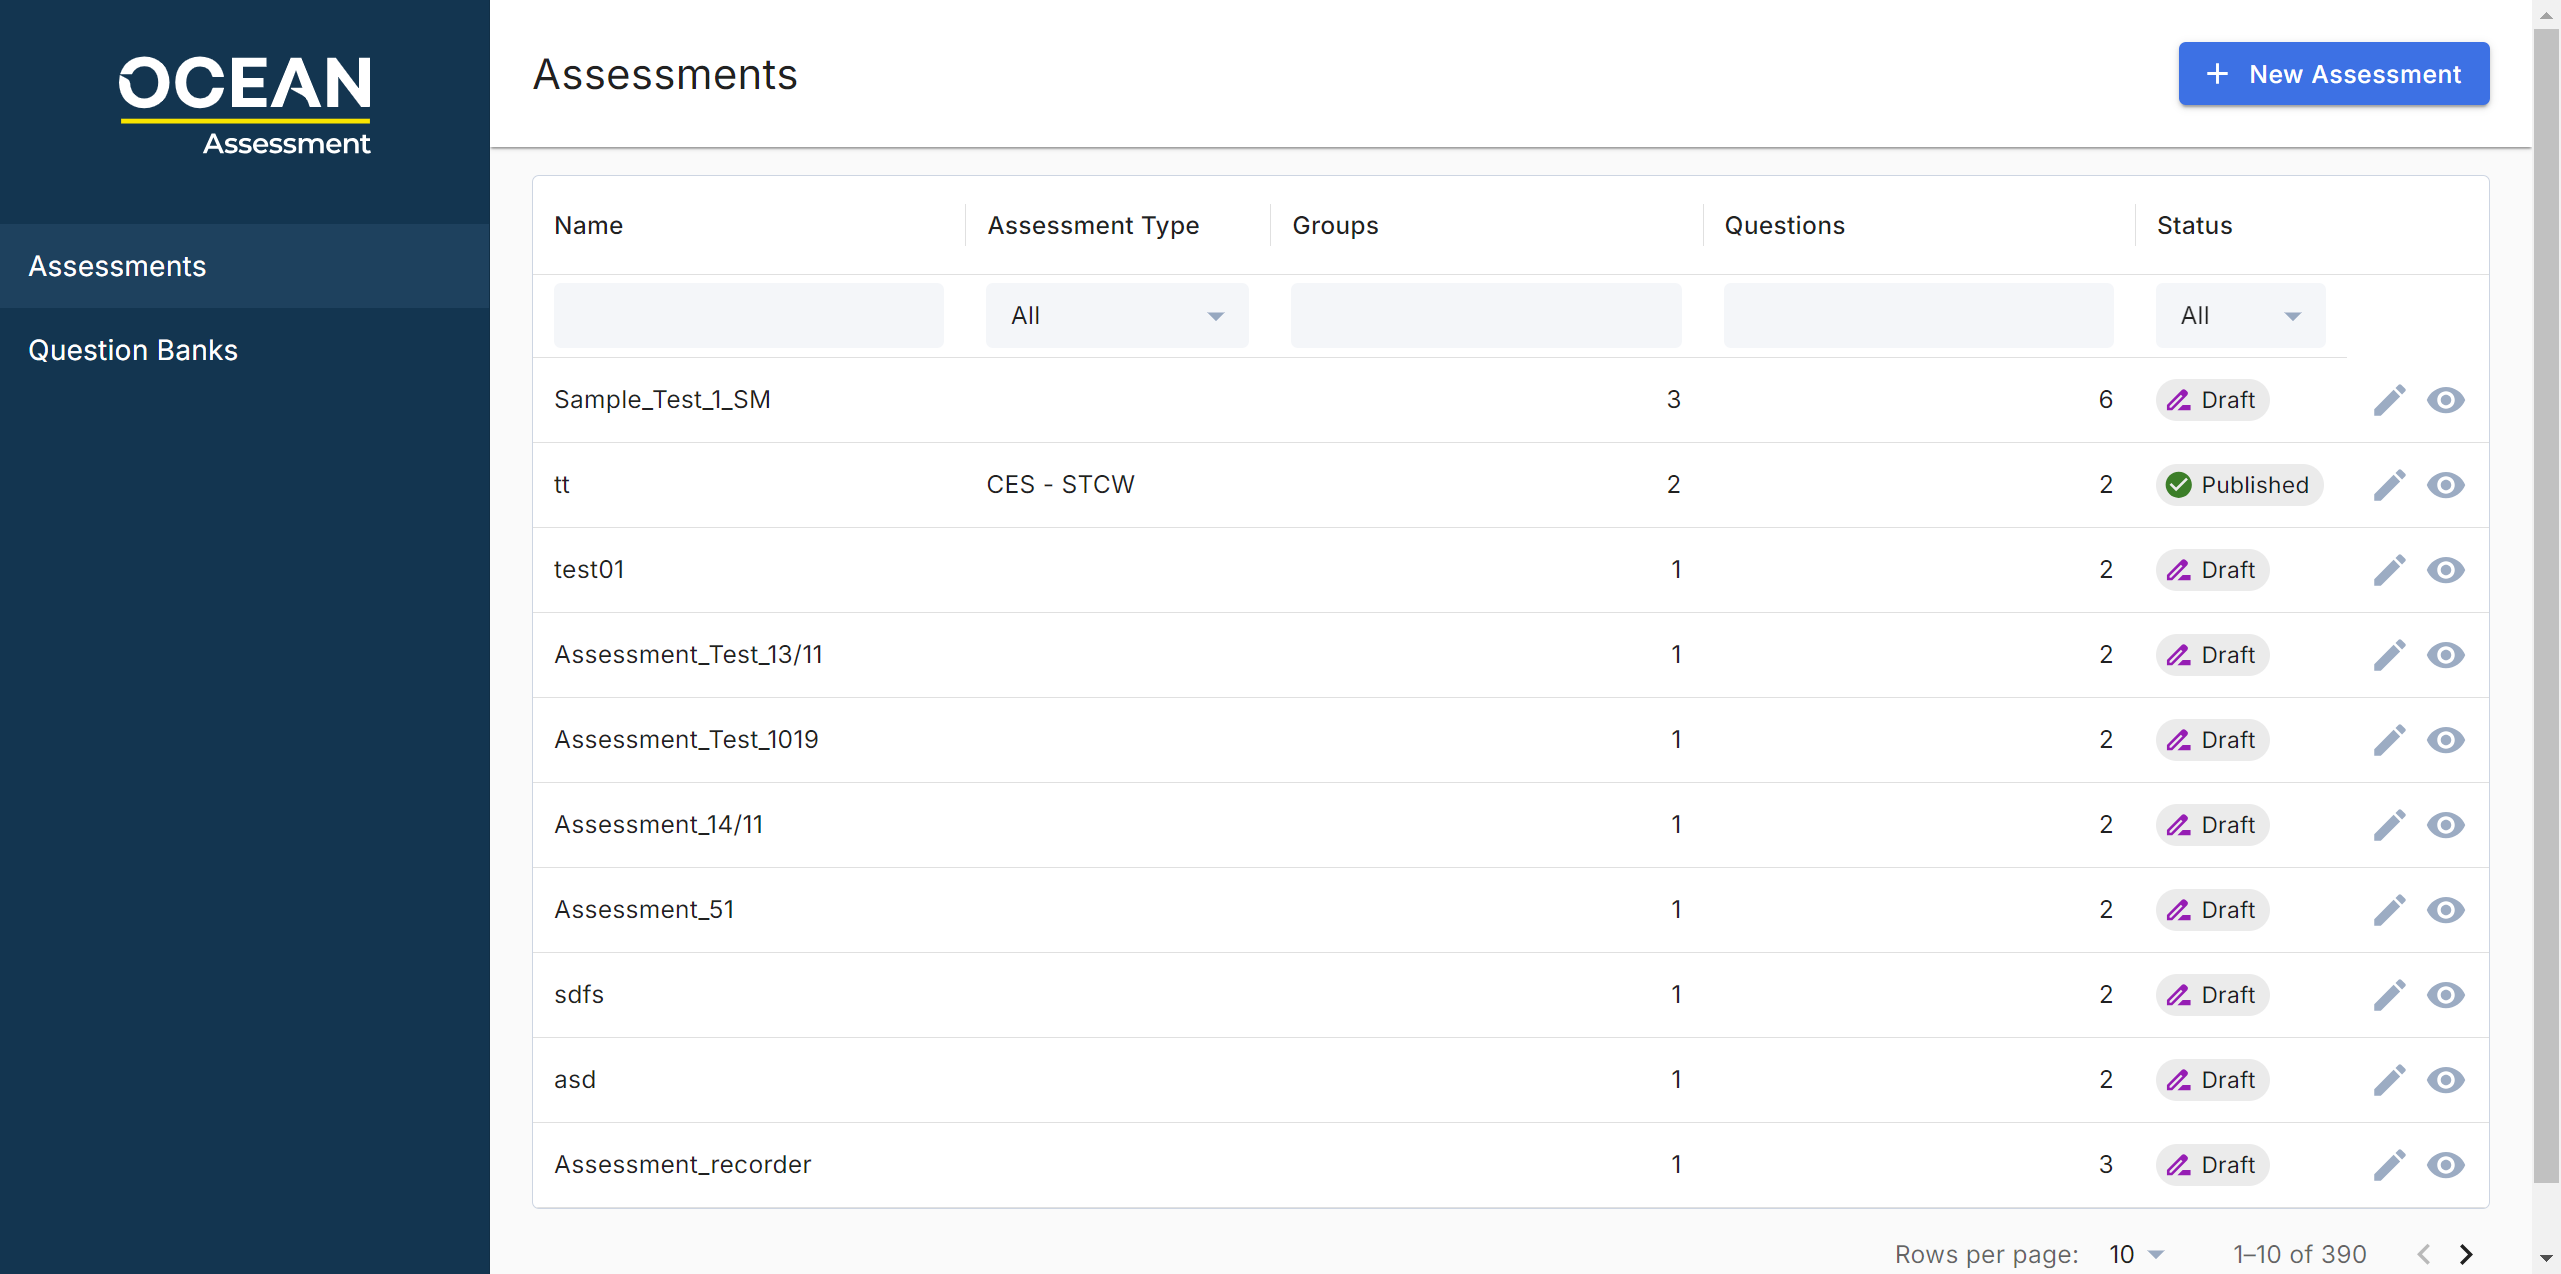 OCEAN
Assessment
Assessments
Question Banks
Assessments
+ New Assessment
Name Assessment Type Groups Questions Status
All All
Sample_Test_1_SM 3 6 Draft
tt CES - STCW 2 2 Published
test01 1 2 Draft
Assessment_Test_13/11 1 2 Draft
Assessment_Test_1019 1 2 Draft
Assessment_14/11 1 2 Draft
Assessment_51 1 2 Draft
sdfs 1 2 Draft
asd 1 2 Draft
Assessment_recorder 1 3 Draft
Rows per page: 10 1–10 of 390